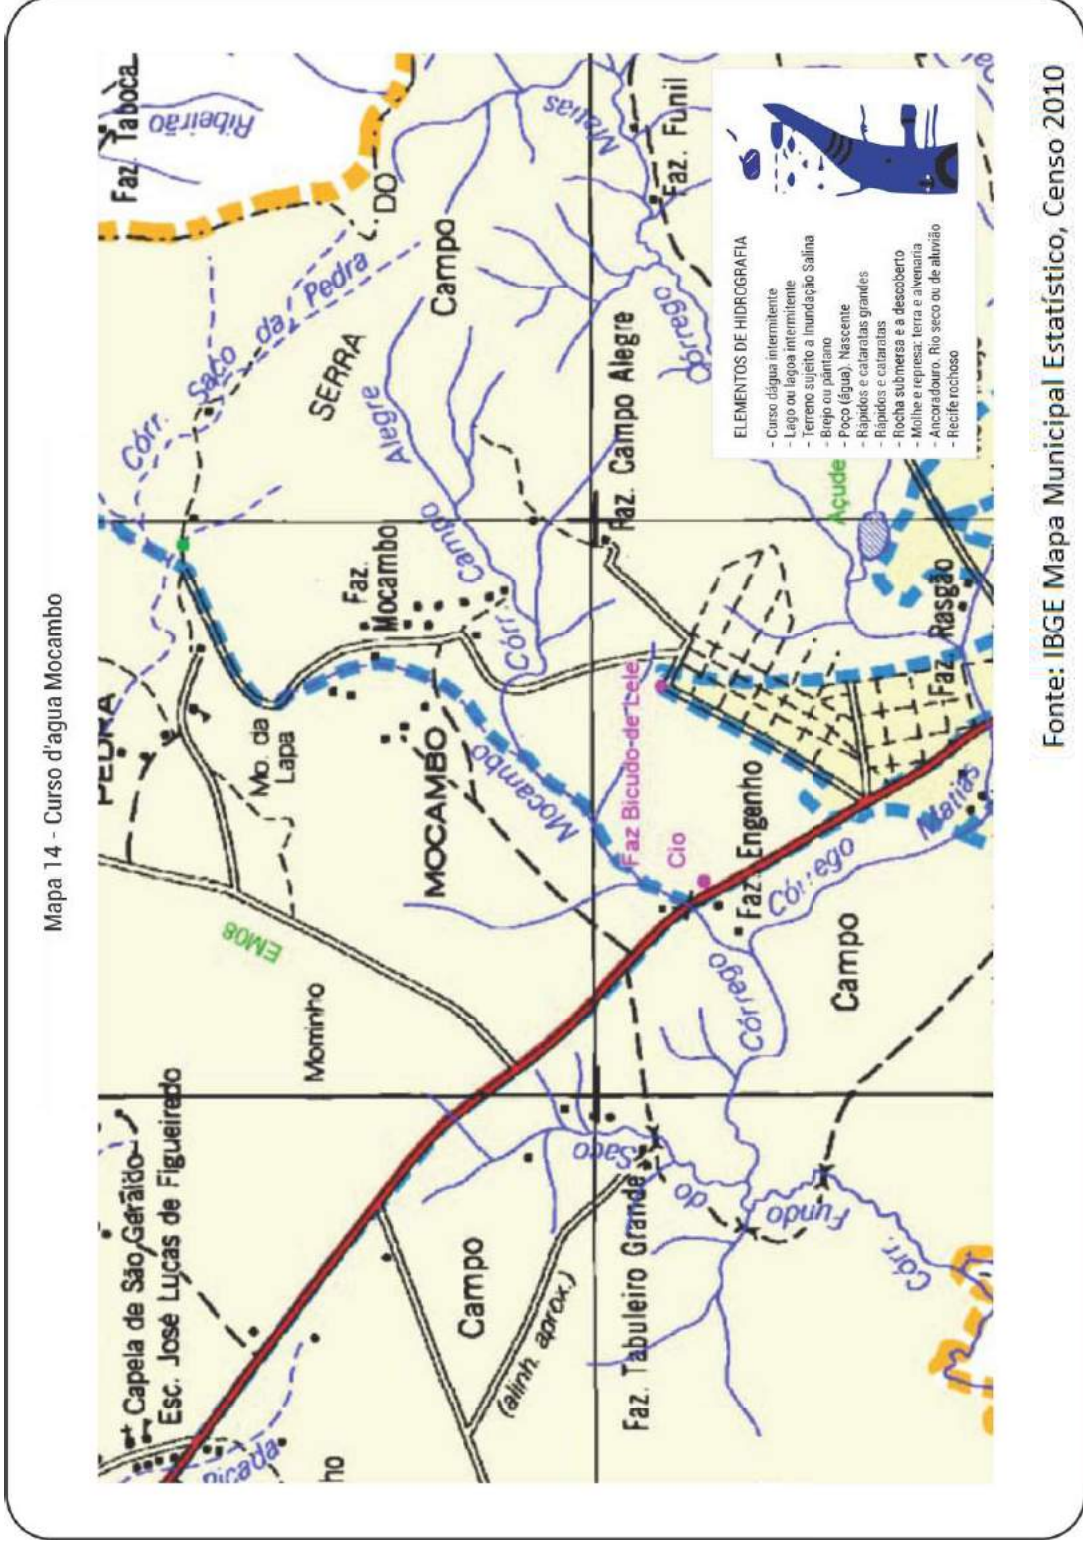 Mapa 14 - Curso d'agua Mocambo
Faz. Taboca
Ribeirão
PEDRA
Córr. Saco da Pedra
DO
SERRA
Campo
Matias
Faz. Funil
Córrego
Capela de São Geraldo
Esc. José Lucas de Figueiredo
Picada
ho
Morrinho
EM08
Mo. da
Lapa
Faz.
Mocambo
MOCAMBO
Mocambo
Córr. Campo Alegre
Faz. Campo Alegre
Campo
(alinh. aprox.)
Saco
do
Fundo
Córr.
Faz. Tabuleiro Grande
Faz Bicudo-de Lele
Cio
Faz. Engenho
Córrego
Córrego Matias
Campo
Faz. Rasgão
Açude
ELEMENTOS DE HIDROGRAFIA
- Curso dágua intermitente
- Lago ou lagoa intermitente
- Terreno sujeito a Inundação Salina
- Brejo ou pântano
- Poço (água). Nascente
- Rapidos e cataratas grandes
- Rápidos e cataratas
- Rocha submersa e a descoberto
- Molhe e represa: terra e alvenaria
- Ancoradouro. Rio seco ou de aluvião
- Recife rochoso
Fonte: IBGE Mapa Municipal Estatístico, Censo 2010